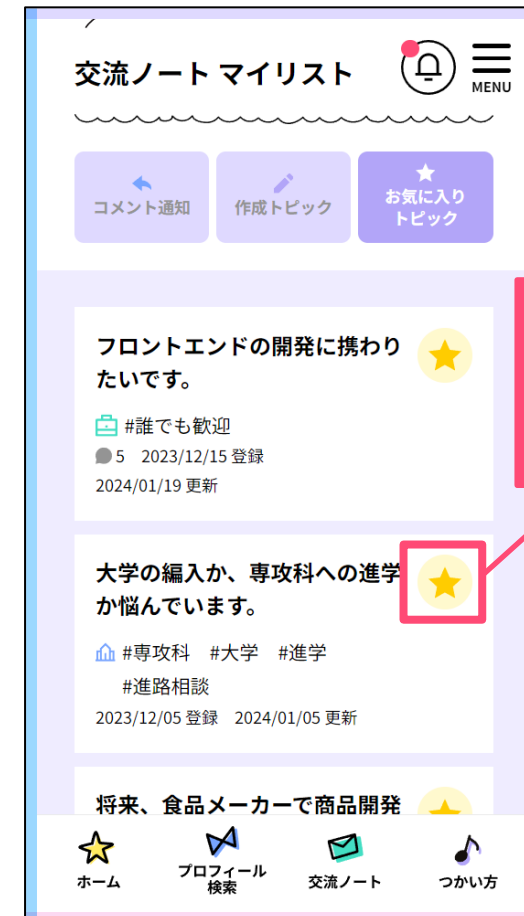 交流ノート マイリスト
MENU
コメント通知
作成トピック
お気に入り
トピック
フロントエンドの開発に携わり
たいです。
#誰でも歓迎
5 2023/12/15 登録
2024/01/19 更新
大学の編入か、専攻科への進学
か悩んでいます。
#専攻科 #大学 #進学
#進路相談
2023/12/05 登録 2024/01/05 更新
将来、食品メーカーで商品開発
ホーム
プロフィール
検索
交流ノート
つかい方